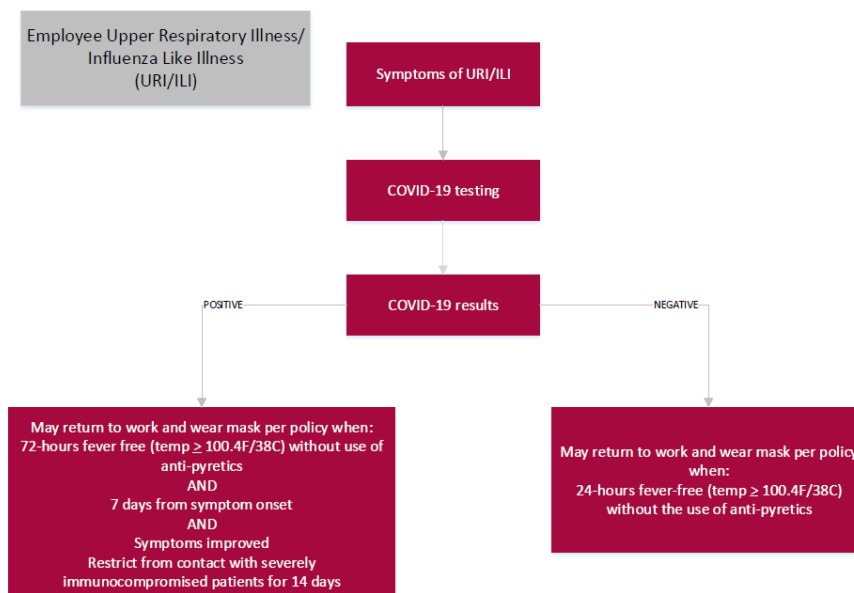 Employee Upper Respiratory Illness/
Influenza Like Illness
(URI/ILI)
Symptoms of URI/ILI
COVID-19 testing
COVID-19 results
POSITIVE
NEGATIVE
May return to work and wear mask per policy when:
72-hours fever free (temp ≥ 100.4F/38C) without use of
anti-pyretics
AND
7 days from symptom onset
AND
Symptoms improved
Restrict from contact with severely
immunocompromised patients for 14 days
May return to work and wear mask per policy
when:
24-hours fever-free (temp ≥ 100.4F/38C)
without the use of anti-pyretics